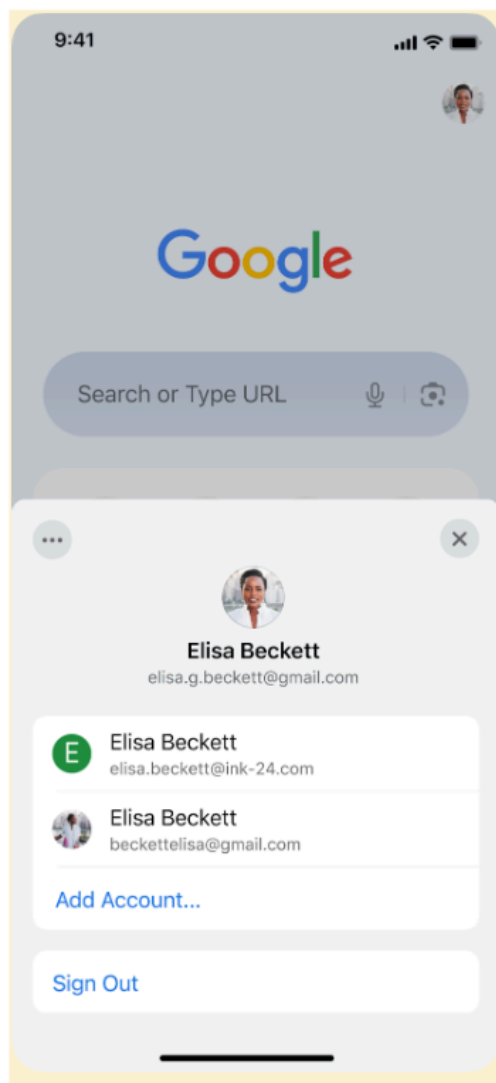 9:41
Google
Search or Type URL
Elisa Beckett
elisa.g.beckett@gmail.com
E
Elisa Beckett
elisa.beckett@ink-24.com
Elisa Beckett
beckettelisa@gmail.com
Add Account...
Sign Out